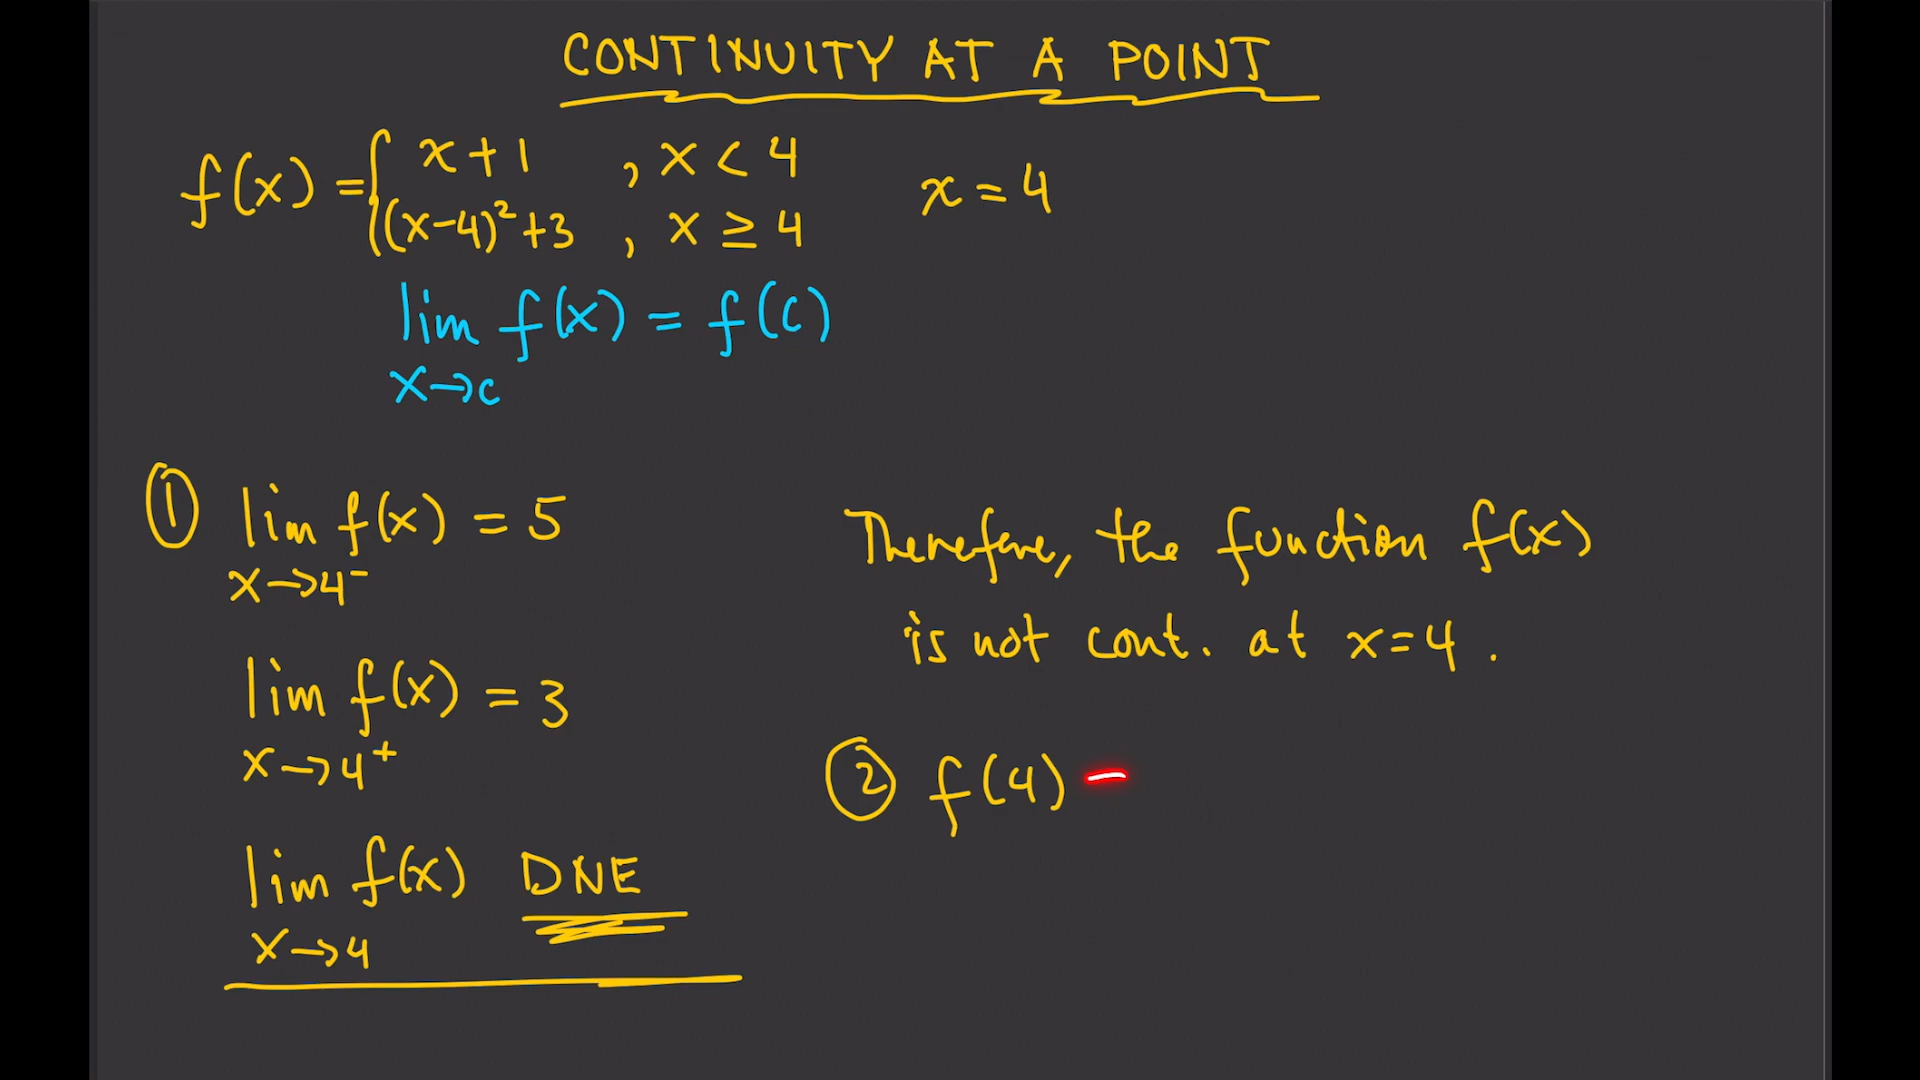 CONTINUITY AT A POINT
f(x) = { x+1 , x < 4
(x-4)²+3 , x ≥ 4
x = 4
lim f(x) = f(c)
x→c
① lim f(x) = 5
x→4⁻
lim f(x) = 3
x→4⁺
lim f(x) DNE
x→4
Therefore, the function f(x)
is not cont. at x=4.
② f(4) -